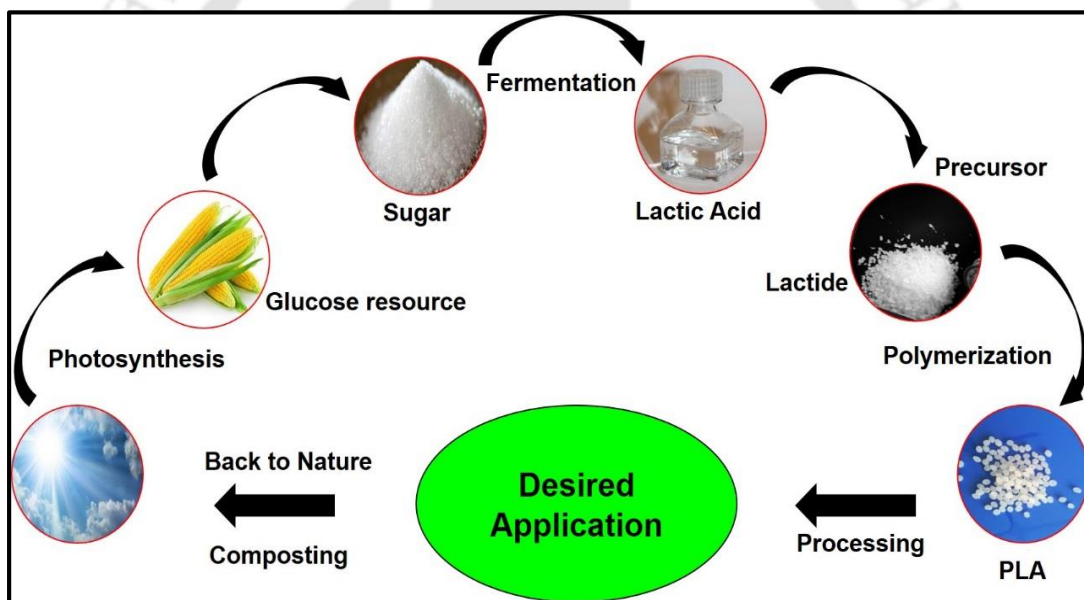 Fermentation
Precursor
Sugar
Lactic Acid
Lactide
Glucose resource
Photosynthesis
Polymerization
Back to Nature
Desired
Application
Composting
Processing
PLA